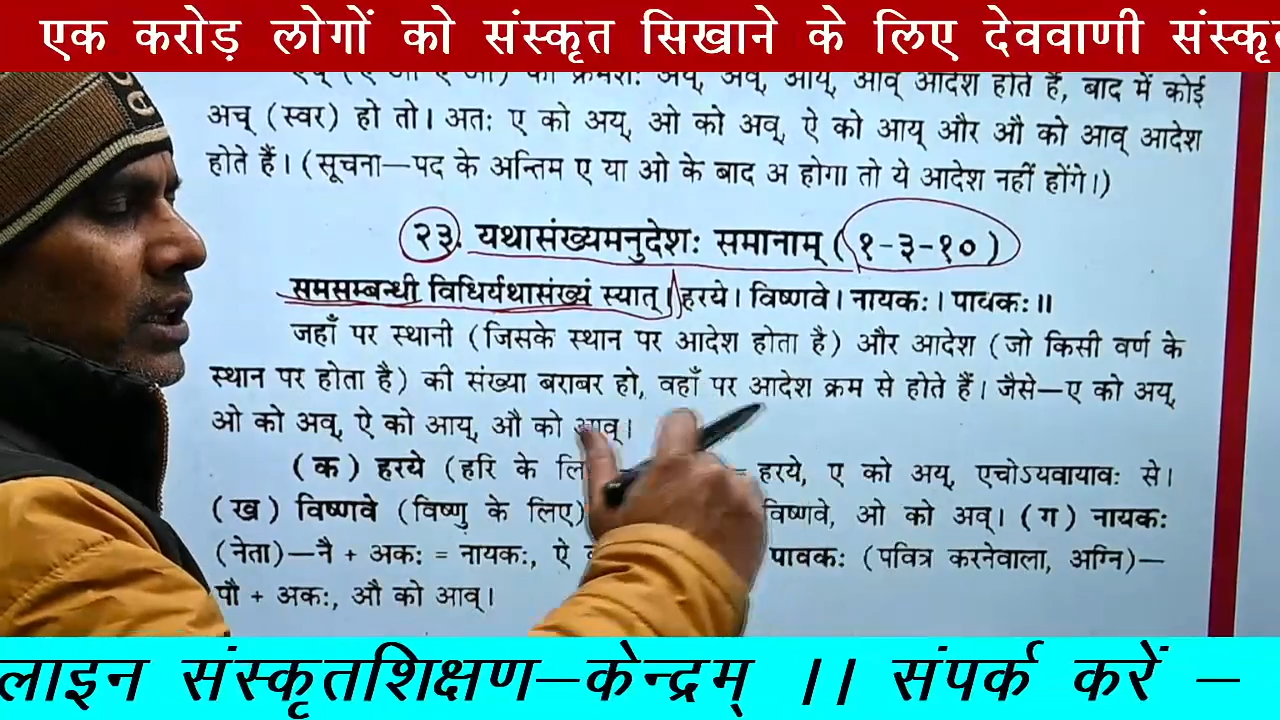 एक करोड़ लोगों को संस्कृत सिखाने के लिए देववाणी
आदेश होते हैं, बाद में कोई
अच् (स्वर) हो तो। अतः ए को अय्, ओ को अव्, ऐ को आय् और औ को आव् आदेश
होते हैं। (सूचना—पद के अन्तिम ए या ओ के बाद अ होगा तो ये आदेश नहीं होंगे।)
२३. यथासंख्यमनुदेशः समानाम् (१-३-१०)
समसम्बन्धी विधिर्यथासंख्यं स्यात्। हरये। विष्णवे। नायकः। पावकः॥
जहाँ पर स्थानी (जिसके स्थान पर आदेश होता है) और आदेश (जो किसी वर्ण के
स्थान पर होता है) की संख्या बराबर हो, वहाँ पर आदेश क्रम से होते हैं। जैसे—ए को अय्,
ओ को अव्, ऐ को आय्, औ को आव्।
(क) हरये (हरि के हरये, ए को अय्, एचोऽयवायावः से।
(ख) विष्णवे (विष्णु के लिए) विष्णवे, ओ को अव्। (ग) नायकः
(नेता)—नै + अकः = नायकः, ऐ पावकः (पवित्र करनेवाला, अग्नि)—
पौ + अकः, औ को आव्।
लाइन संस्कृतशिक्षण-केन्द्रम् ।। संपर्क करें -